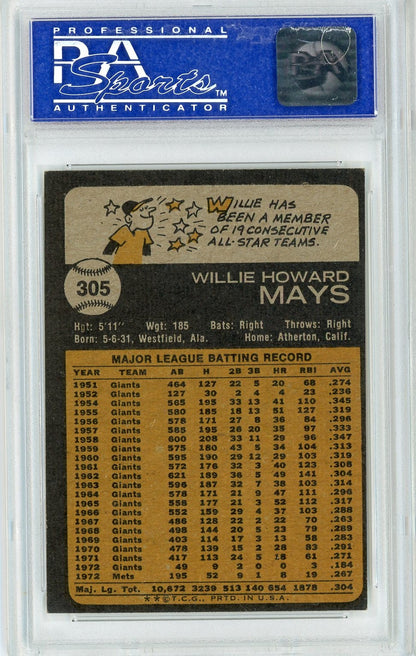 PROFESSIONAL
PSA
Sports™
AUTHENTICATOR
WILLIE HAS
BEEN A MEMBER
OF 19 CONSECUTIVE
ALL-STAR TEAMS.
305
WILLIE HOWARD
MAYS
Hgt: 5'11" Wgt: 185 Bats: Right Throws: Right
Born: 5-6-31, Westfield, Ala. Home: Atherton, Calif.
MAJOR LEAGUE BATTING RECORD
YEAR TEAM AB H 2B 3B HR RBI AVG
1951 Giants 464 127 22 5 20 68 .274
1952 Giants 127 30 2 4 4 23 .236
1954 Giants 565 195 33 13 41 110 .345
1955 Giants 580 185 18 13 51 127 .319
1956 Giants 578 171 27 8 36 84 .296
1957 Giants 585 195 26 20 35 97 .333
1958 Giants 600 208 33 11 29 96 .347
1959 Giants 575 180 43 5 34 104 .313
1960 Giants 595 190 29 12 29 103 .319
1961 Giants 572 176 32 3 40 123 .308
1962 Giants 621 189 36 5 49 141 .304
1963 Giants 596 187 32 7 38 103 .314
1964 Giants 578 171 21 9 47 111 .296
1965 Giants 558 177 21 3 52 112 .317
1966 Giants 552 159 29 4 37 103 .288
1967 Giants 486 128 22 2 22 70 .263
1968 Giants 498 144 20 5 23 79 .289
1969 Giants 403 114 17 3 13 58 .283
1970 Giants 478 139 15 2 28 83 .291
1971 Giants 417 113 24 5 18 61 .271
1972 Giants 49 9 2 0 0 3 .184
1972 Mets 195 52 9 1 8 19 .267
Maj. Lg. Tot. 10,672 3239 513 140 654 1878 .304
**©T.C.G., PRTD. IN U.S.A.